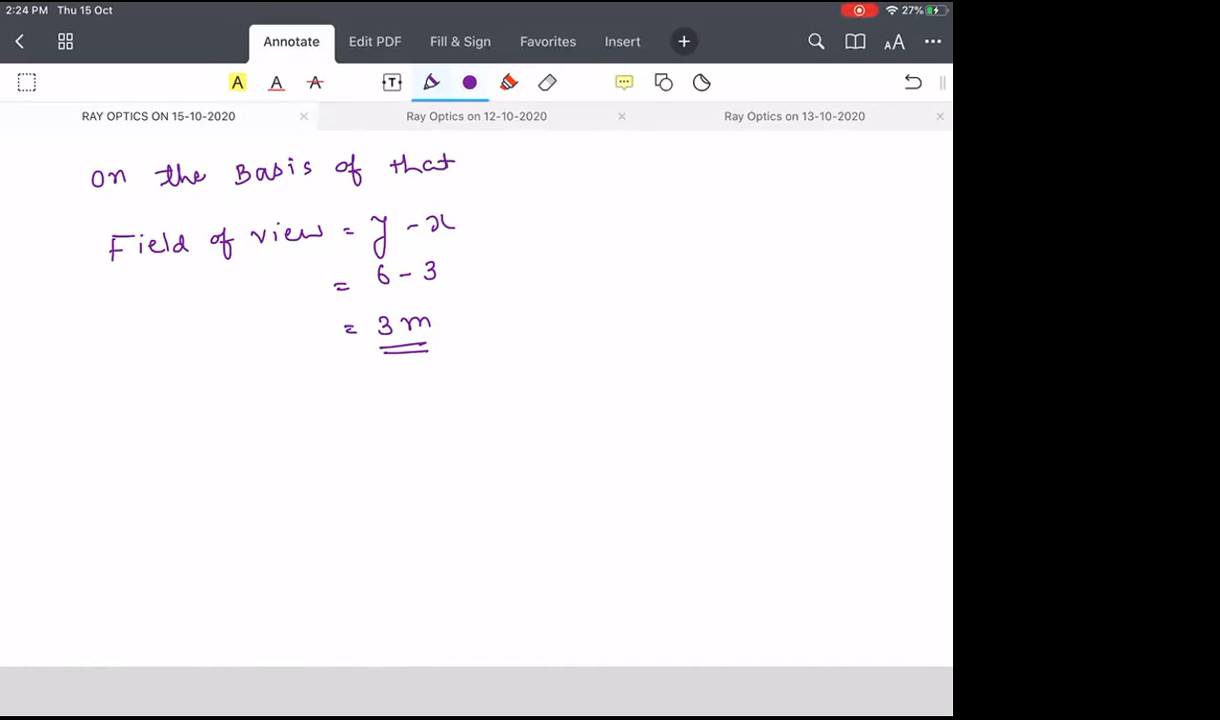 2:24 PM Thu 15 Oct 27%
Annotate Edit PDF Fill & Sign Favorites Insert
A A A T
RAY OPTICS ON 15-10-2020 Ray Optics on 12-10-2020 Ray Optics on 13-10-2020
on the Basis of that
Field of view = y - x
= 6 - 3
= 3 m